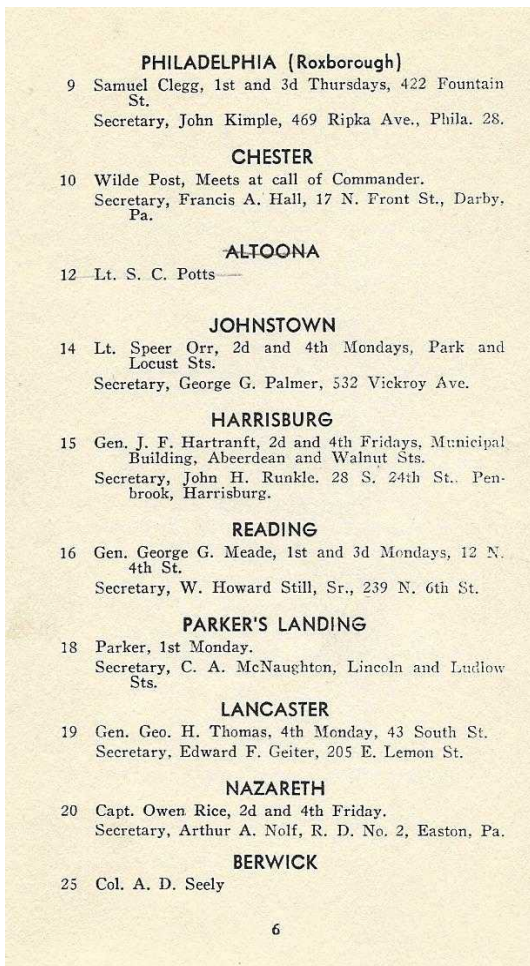 PHILADELPHIA (Roxborough)
9 Samuel Clegg, 1st and 3d Thursdays, 422 Fountain
St.
Secretary, John Kimple, 469 Ripka Ave., Phila. 28.
CHESTER
10 Wilde Post, Meets at call of Commander.
Secretary, Francis A. Hall, 17 N. Front St., Darby,
Pa.
ALTOONA
12 Lt. S. C. Potts
JOHNSTOWN
14 Lt. Speer Orr, 2d and 4th Mondays, Park and
Locust Sts.
Secretary, George G. Palmer, 532 Vickroy Ave.
HARRISBURG
15 Gen. J. F. Hartranft, 2d and 4th Fridays, Municipal
Building, Abeerdean and Walnut Sts.
Secretary, John H. Runkle. 28 S. 24th St., Pen-
brook, Harrisburg.
READING
16 Gen. George G. Meade, 1st and 3d Mondays, 12 N.
4th St.
Secretary, W. Howard Still, Sr., 239 N. 6th St.
PARKER'S LANDING
18 Parker, 1st Monday.
Secretary, C. A. McNaughton, Lincoln and Ludlow
Sts.
LANCASTER
19 Gen. Geo. H. Thomas, 4th Monday, 43 South St.
Secretary, Edward F. Geiter, 205 E. Lemon St.
NAZARETH
20 Capt. Owen Rice, 2d and 4th Friday.
Secretary, Arthur A. Nolf, R. D. No. 2, Easton, Pa.
BERWICK
25 Col. A. D. Seely
6